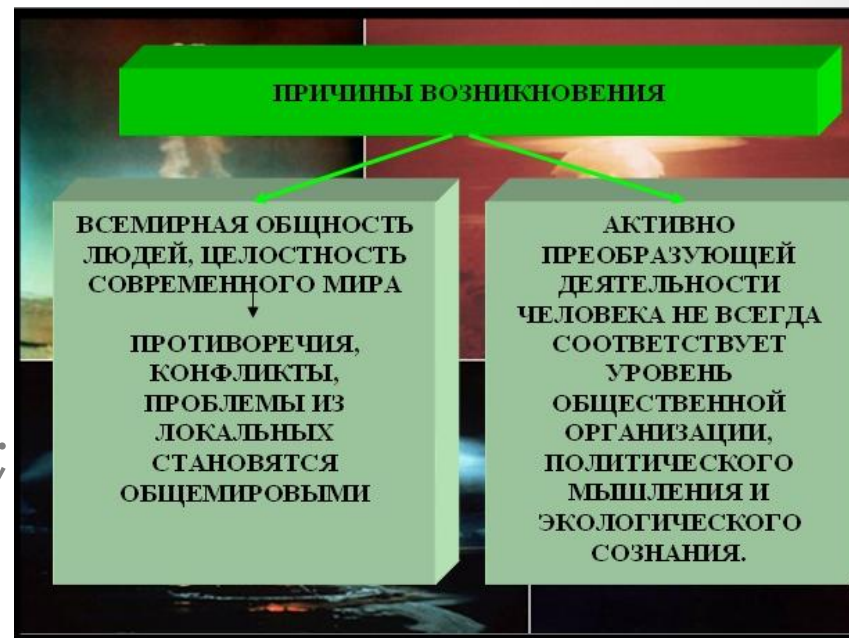 ПРИЧИНЫ ВОЗНИКНОВЕНИЯ
ВСЕМИРНАЯ ОБЩНОСТЬ
ЛЮДЕЙ, ЦЕЛОСТНОСТЬ
СОВРЕМЕННОГО МИРА
ПРОТИВОРЕЧИЯ,
КОНФЛИКТЫ,
ПРОБЛЕМЫ ИЗ
ЛОКАЛЬНЫХ
СТАНОВЯТСЯ
ОБЩЕМИРОВЫМИ
АКТИВНО
ПРЕОБРАЗУЮЩЕЙ
ДЕЯТЕЛЬНОСТИ
ЧЕЛОВЕКА НЕ ВСЕГДА
СООТВЕТСТВУЕТ
УРОВЕНЬ
ОБЩЕСТВЕННОЙ
ОРГАНИЗАЦИИ,
ПОЛИТИЧЕСКОГО
МЫШЛЕНИЯ И
ЭКОЛОГИЧЕСКОГО
СОЗНАНИЯ.
;